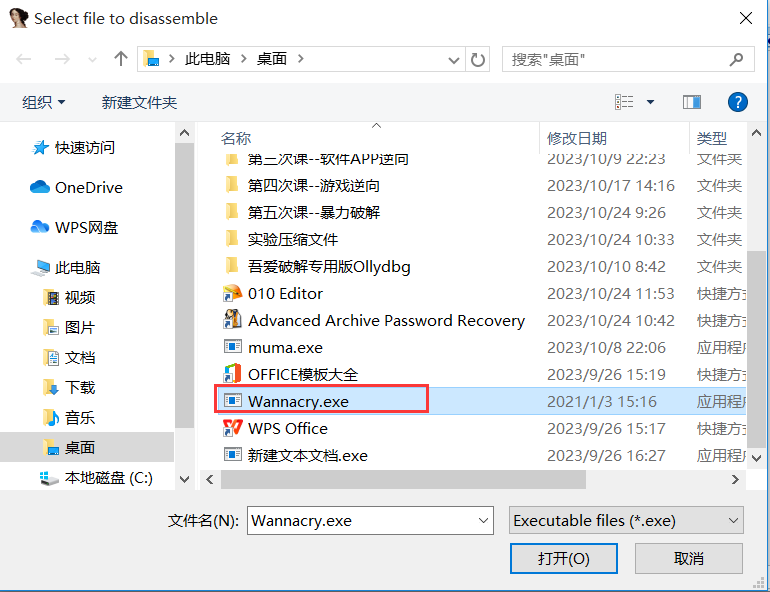 Select file to disassemble
此电脑 桌面 搜索"桌面"
组织 新建文件夹
名称 修改日期 类型
快速访问
OneDrive
WPS网盘
此电脑
视频
图片
文档
下载
音乐
桌面
本地磁盘 (C:)
第三次课--软件APP逆向 2023/10/9 22:23 文件夹
第四次课--游戏逆向 2023/10/17 14:16 文件夹
第五次课--暴力破解 2023/10/24 9:26 文件夹
实验压缩文件 2023/10/24 10:33 文件夹
吾爱破解专用版Ollydbg 2023/10/10 8:42 文件夹
010 Editor 2023/10/24 11:53 快捷方
Advanced Archive Password Recovery 2023/10/24 10:42 快捷方
muma.exe 2023/10/8 22:06 应用程
OFFICE模板大全 2023/9/26 15:19 快捷方
Wannacry.exe 2021/1/3 15:16 应用程
WPS Office 2023/9/26 15:17 快捷方
新建文本文档.exe 2023/9/26 16:27 应用程
文件名(N): Wannacry.exe Executable files (*.exe)
打开(O) 取消